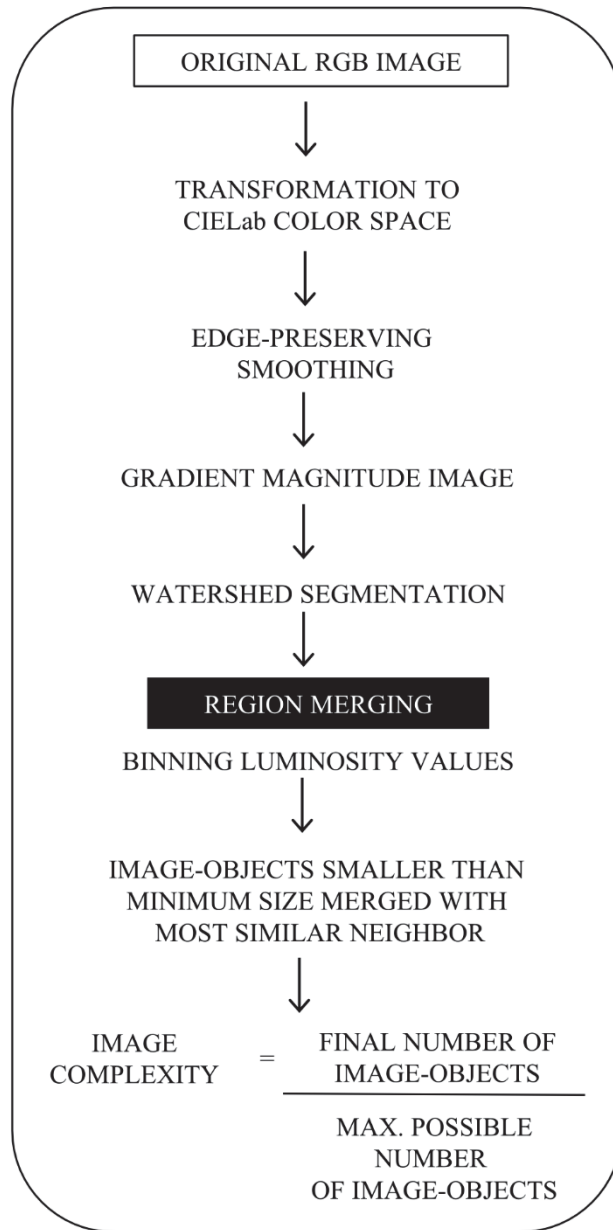 ORIGINAL RGB IMAGE
TRANSFORMATION TO
CIELab COLOR SPACE
EDGE-PRESERVING
SMOOTHING
GRADIENT MAGNITUDE IMAGE
WATERSHED SEGMENTATION
REGION MERGING
BINNING LUMINOSITY VALUES
IMAGE-OBJECTS SMALLER THAN
MINIMUM SIZE MERGED WITH
MOST SIMILAR NEIGHBOR
IMAGE
COMPLEXITY
=
FINAL NUMBER OF
IMAGE-OBJECTS
MAX. POSSIBLE
NUMBER
OF IMAGE-OBJECTS